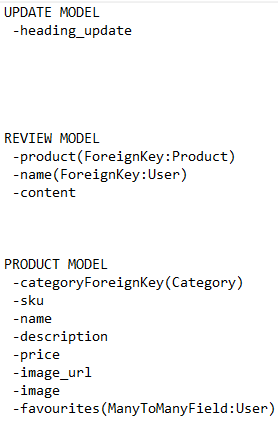 UPDATE MODEL
-heading_update
REVIEW MODEL
-product(ForeignKey:Product)
-name(ForeignKey:User)
-content
PRODUCT MODEL
-categoryForeignKey(Category)
-sku
-name
-description
-price
-image_url
-image
-favourites(ManyToManyField:User)